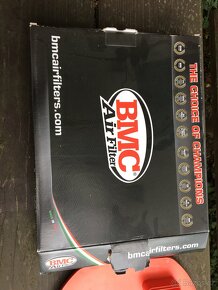 bmcairfilters.com
BMC
Air Filter
THE CHOICE OF CHAMPIONS
bmcairfilters.com
BMC